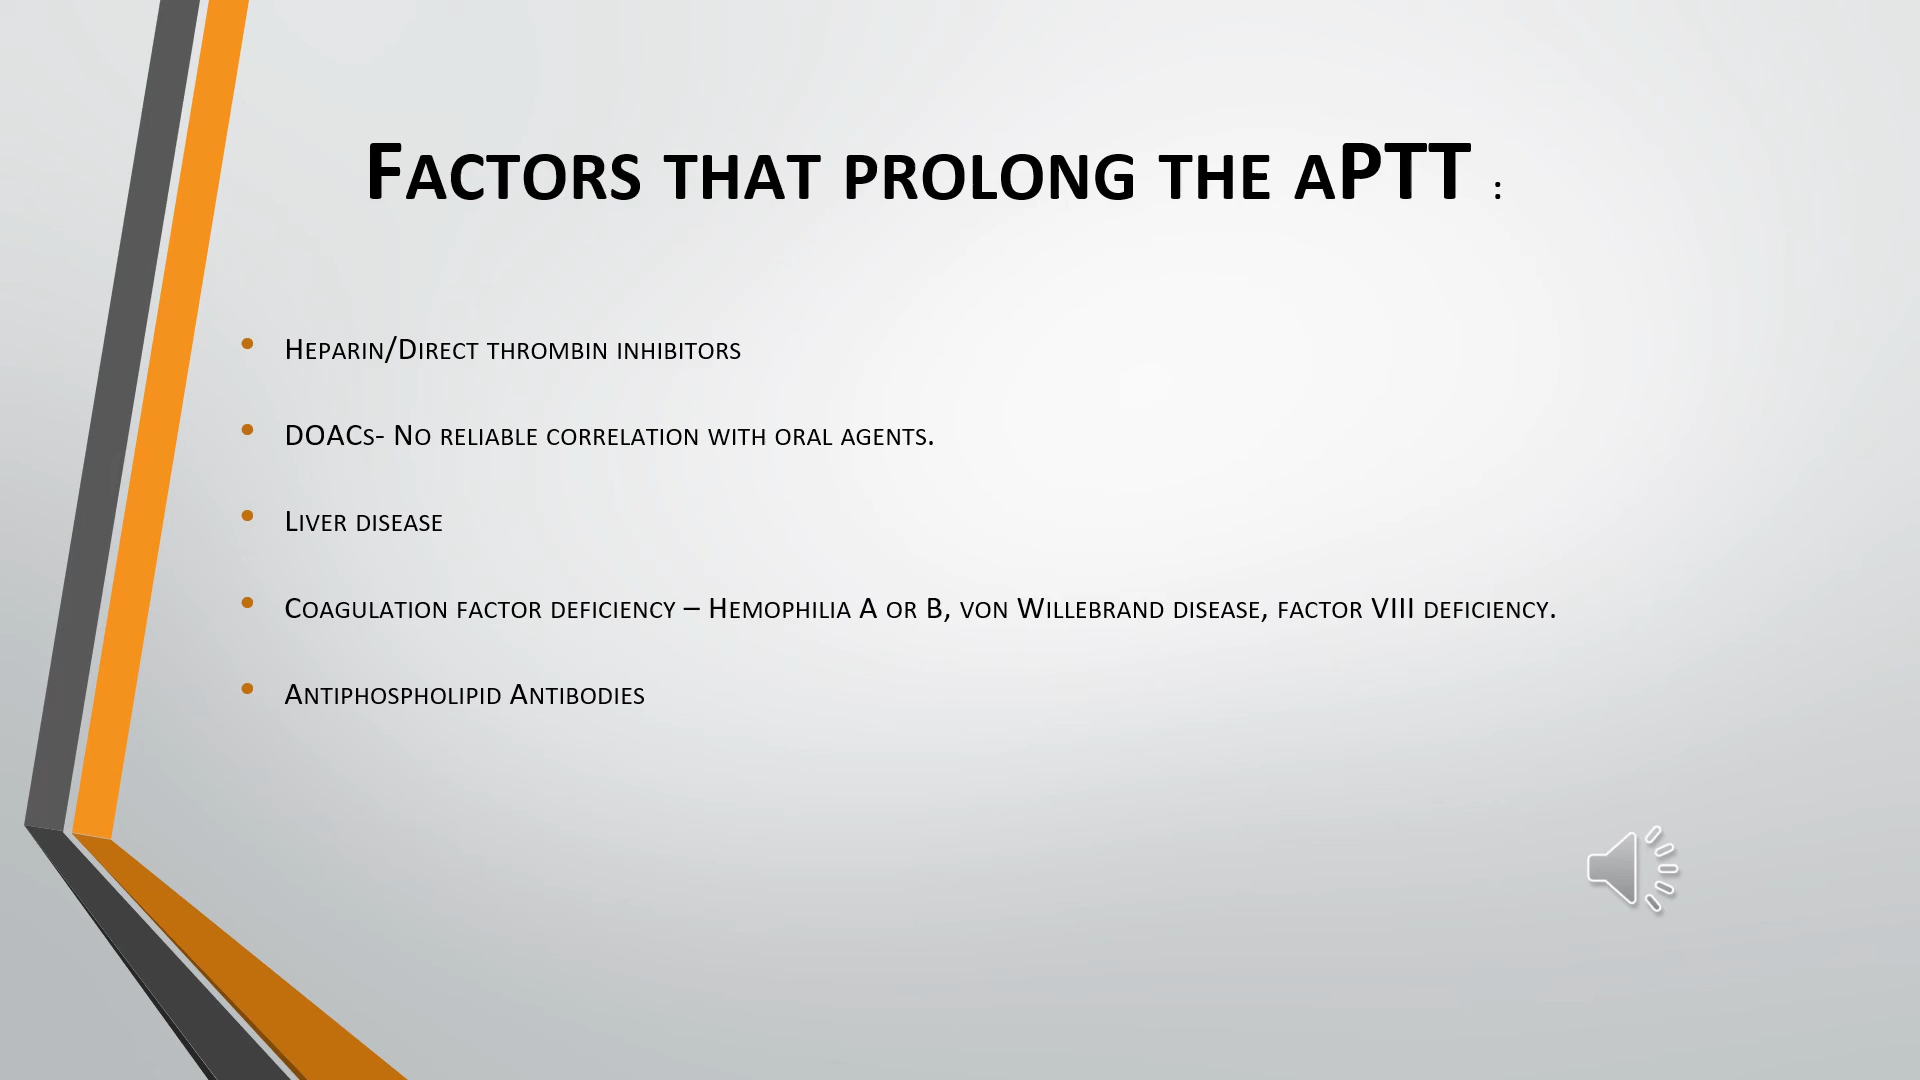 Factors that prolong the aPTT :
• Heparin/Direct thrombin inhibitors
• DOACs- No reliable correlation with oral agents.
• Liver disease
• Coagulation factor deficiency – Hemophilia A or B, von Willebrand disease, factor VIII deficiency.
• Antiphospholipid Antibodies